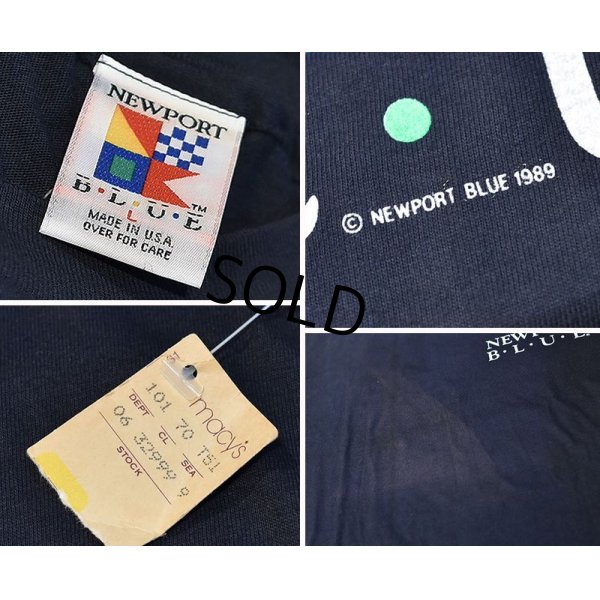 NEWPORT
B•L•U•E™
L
MADE IN U.S.A.
OVER FOR CARE
© NEWPORT BLUE 1989
SOLD
macy's
101 70 T51
DEPT CL SEA
06 32999 9
STOCK
NEWPORT
B•L•U•E